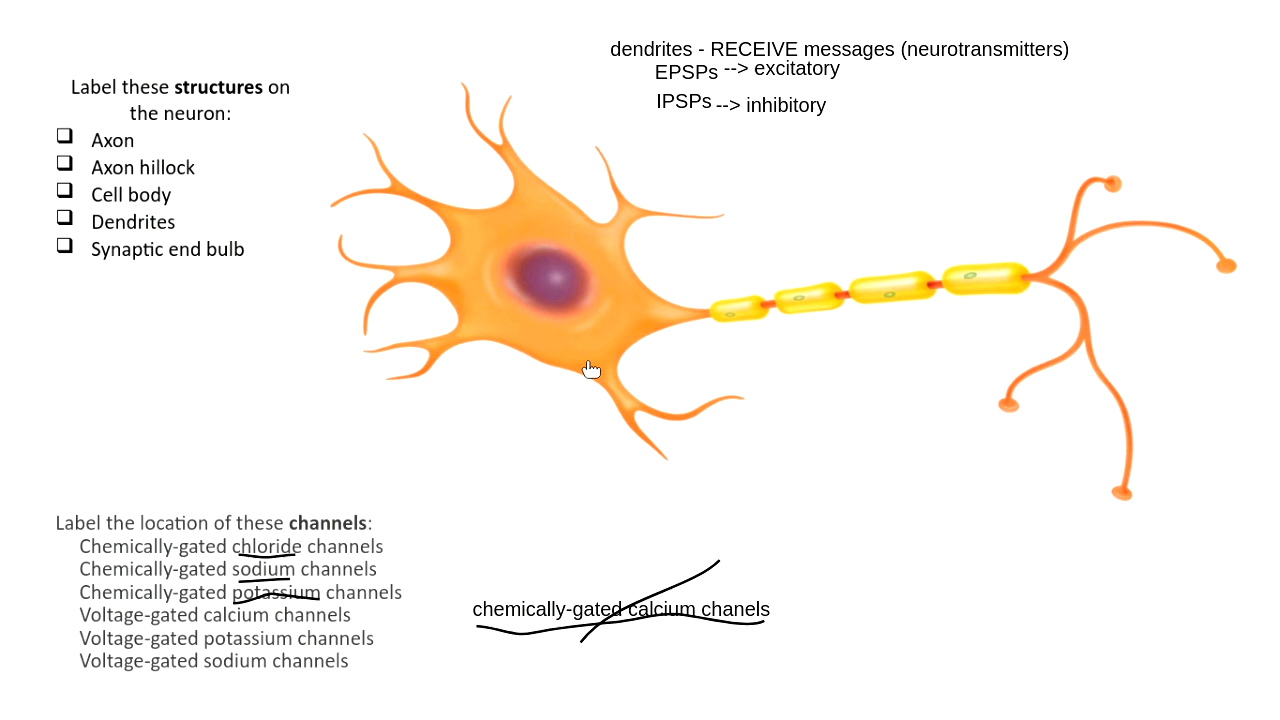 dendrites - RECEIVE messages (neurotransmitters)
EPSPs --> excitatory
IPSPs --> inhibitory
Label these structures on
the neuron:
❑ Axon
❑ Axon hillock
❑ Cell body
❑ Dendrites
❑ Synaptic end bulb
Label the location of these channels:
Chemically-gated chloride channels
Chemically-gated sodium channels
Chemically-gated potassium channels
Voltage-gated calcium channels
Voltage-gated potassium channels
Voltage-gated sodium channels
chemically-gated calcium chanels